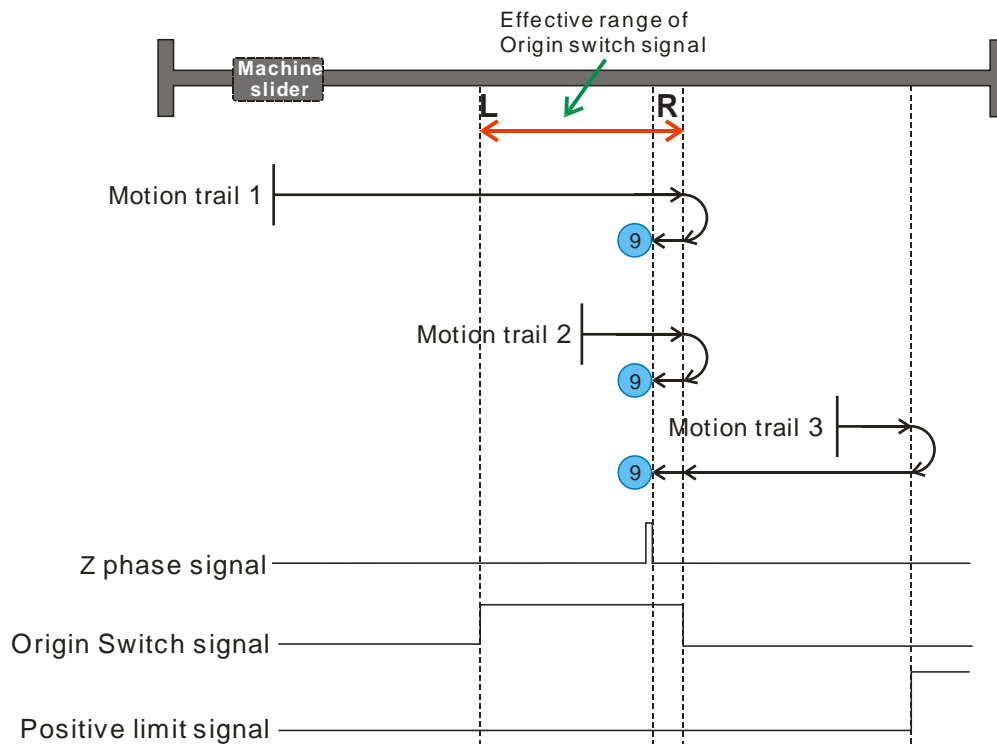 Effective range of
Origin switch signal
Machine
slider
L
R
Motion trail 1
9
Motion trail 2
9
Motion trail 3
9
Z phase signal
Origin Switch signal
Positive limit signal